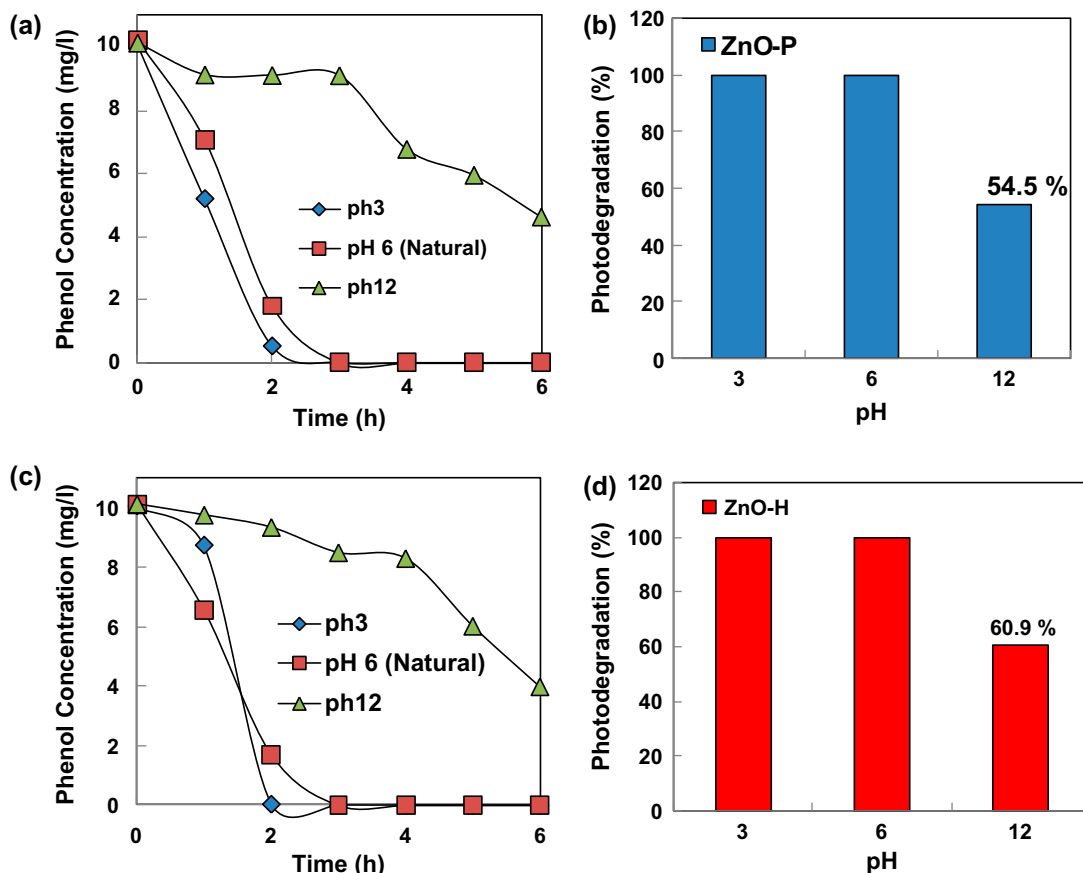 (a)
Phenol Concentration (mg/l)
10
8
6
4
2
0
ph3
pH 6 (Natural)
ph12
0 2 4 6
Time (h)
(b)
Photodegradation (%)
120
100
80
60
40
20
0
ZnO-P
54.5 %
3 6 12
pH
(c)
Phenol Concentration (mg/l)
10
8
6
4
2
0
ph3
pH 6 (Natural)
ph12
0 2 4 6
Time (h)
(d)
Photodegradation (%)
120
100
80
60
40
20
0
ZnO-H
60.9 %
3 6 12
pH